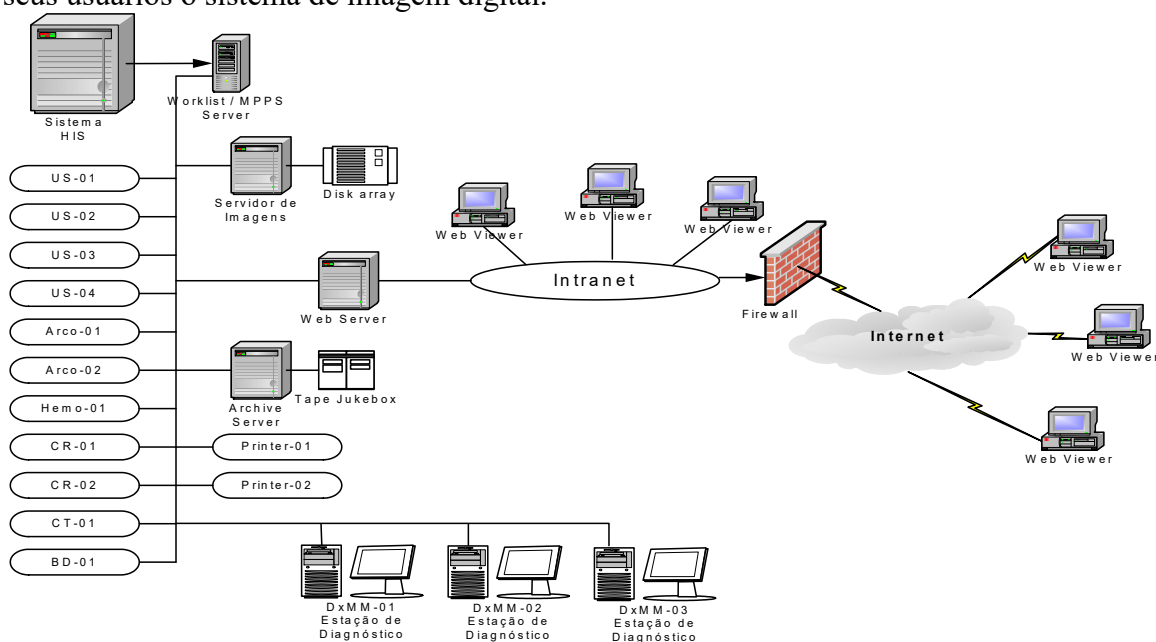 seus usuários o sistema de imagem digital.
Sistema
HIS
Worklist / MPPS
Server
US-01
US-02
US-03
US-04
Arco-01
Arco-02
Hemo-01
CR-01
CR-02
CT-01
BD-01
Servidor de
Imagens
Disk array
Web Server
Archive
Server
Tape Jukebox
Printer-01
Printer-02
Web Viewer
Web Viewer
Web Viewer
Intranet
Firewall
Internet
Web Viewer
Web Viewer
Web Viewer
DxMM-01
Estação de
Diagnóstico
DxMM-02
Estação de
Diagnóstico
DxMM-03
Estação de
Diagnóstico